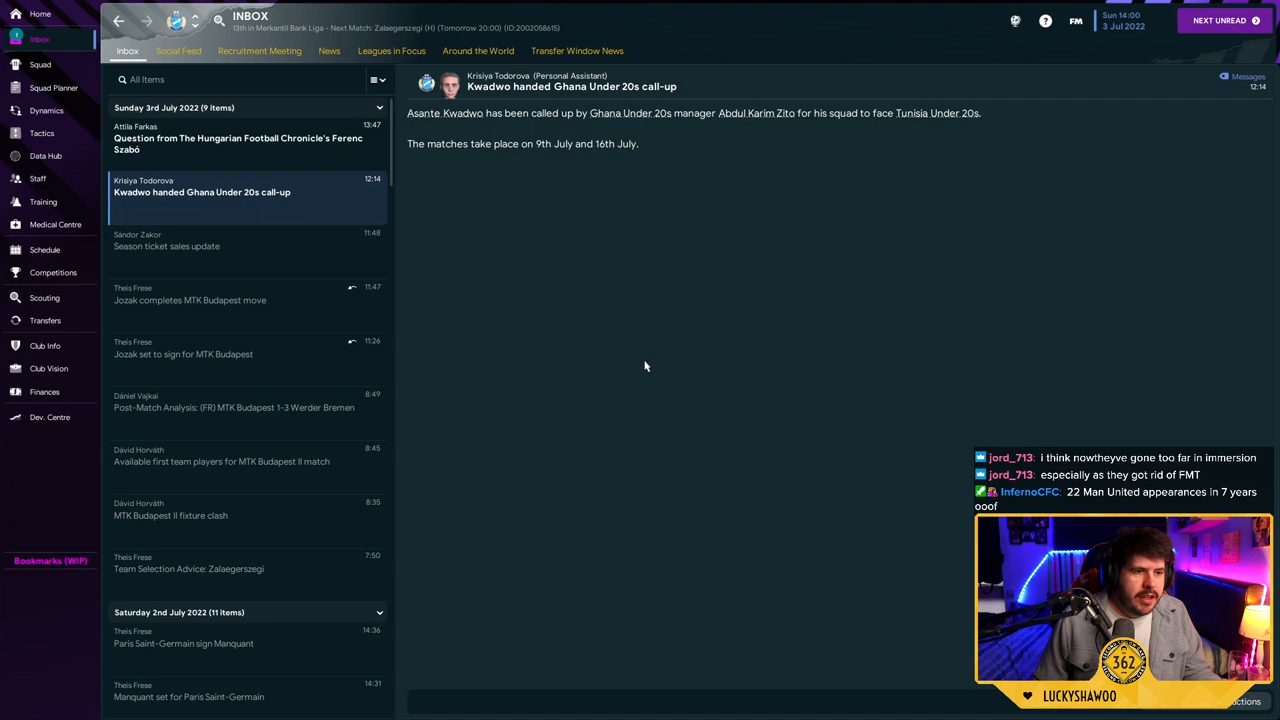 INBOX
13th in Merkantil Bank Liga - Next Match: Zalaegerszegi (H) (Tomorrow 20:00) (ID:2002058615)
Sun 14:00
3 Jul 2022
FM
NEXT UNREAD
Inbox
Social Feed
Recruitment Meeting
News
Leagues in Focus
Around the World
Transfer Window News
Home
1
Inbox
Squad
Squad Planner
Dynamics
Tactics
Data Hub
Staff
Training
Medical Centre
Schedule
Competitions
Scouting
Transfers
Club Info
Club Vision
Finances
Dev. Centre
Bookmarks (WIP)
All Items
Sunday 3rd July 2022 (9 items)
Attila Farkas 13:47
Question from The Hungarian Football Chronicle's Ferenc
Szabó
Krisiya Todorova 12:14
Kwadwo handed Ghana Under 20s call-up
Sándor Zakor 11:48
Season ticket sales update
Theis Frese 11:47
Jozak completes MTK Budapest move
Theis Frese 11:26
Jozak set to sign for MTK Budapest
Dániel Vajkai 8:49
Post-Match Analysis: (FR) MTK Budapest 1-3 Werder Bremen
Dávid Horváth 8:45
Available first team players for MTK Budapest II match
Dávid Horváth 8:35
MTK Budapest II fixture clash
Theis Frese 7:50
Team Selection Advice: Zalaegerszegi
Saturday 2nd July 2022 (11 items)
Theis Frese 14:36
Paris Saint-Germain sign Manquant
Theis Frese 14:31
Manquant set for Paris Saint-Germain
Krisiya Todorova (Personal Assistant)
Kwadwo handed Ghana Under 20s call-up
Messages
12:14
Asante Kwadwo has been called up by Ghana Under 20s manager Abdul Karim Zito for his squad to face Tunisia Under 20s.
The matches take place on 9th July and 16th July.
jord_713: i think nowtheyve gone too far in immersion
jord_713: especially as they got rid of FMT
InfernoCFC: 22 Man United appearances in 7 years
ooof
362
LUCKYSHAWOO